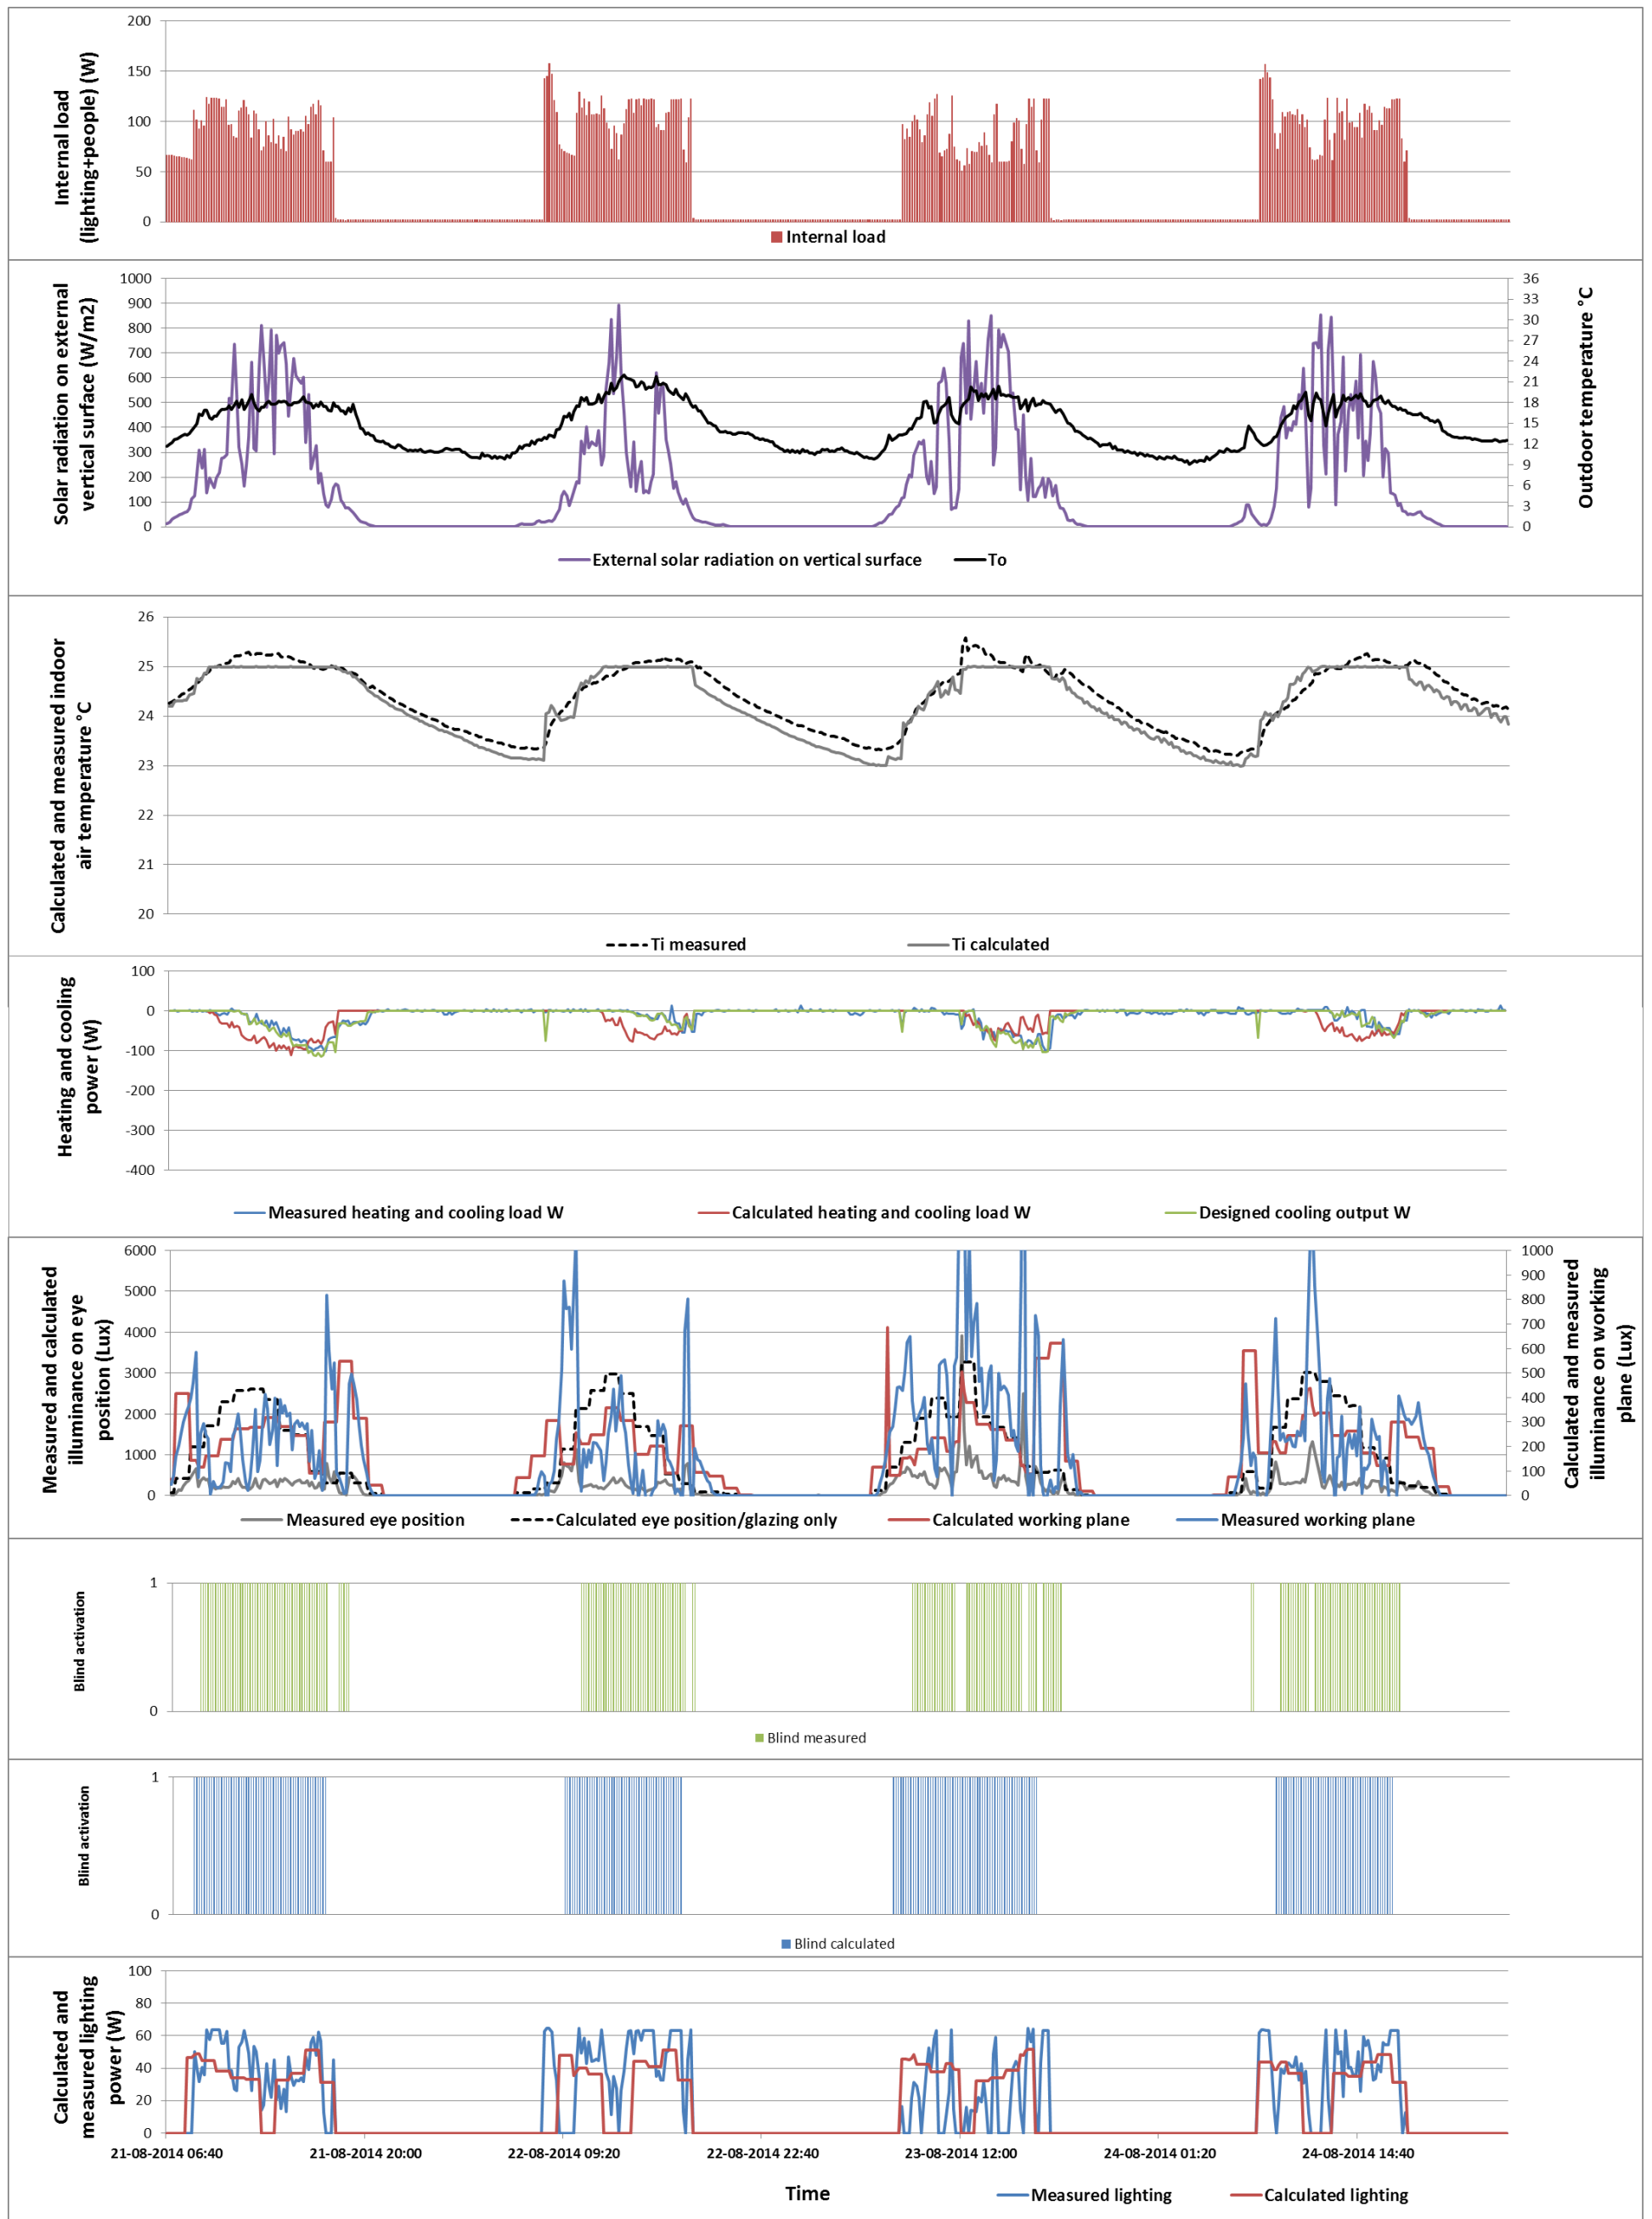 Internal load
(lighting+people) (W)
200
150
100
50
0
Internal load
Solar radiation on external
vertical surface (W/m2)
1000
900
800
700
600
500
400
300
200
100
0
36
33
30
27
24
21
18
15
12
9
6
3
0
Outdoor temperature °C
External solar radiation on vertical surface
To
Calculated and measured indoor
air temperature °C
26
25
24
23
22
21
20
Ti measured
Ti calculated
Heating and cooling
power (W)
100
0
-100
-200
-300
-400
Measured heating and cooling load W
Calculated heating and cooling load W
Designed cooling output W
Measured and calculated
illuminance on eye
position (Lux)
6000
5000
4000
3000
2000
1000
0
1000
900
800
700
600
500
400
300
200
100
0
Calculated and measured
illuminance on working
plane (Lux)
Measured eye position
Calculated eye position/glazing only
Calculated working plane
Measured working plane
Blind activation
1
0
Blind measured
Blind activation
1
0
Blind calculated
Calculated and
measured lighting
power (W)
100
80
60
40
20
0
21-08-2014 06:40
21-08-2014 20:00
22-08-2014 09:20
22-08-2014 22:40
23-08-2014 12:00
24-08-2014 01:20
24-08-2014 14:40
Time
Measured lighting
Calculated lighting